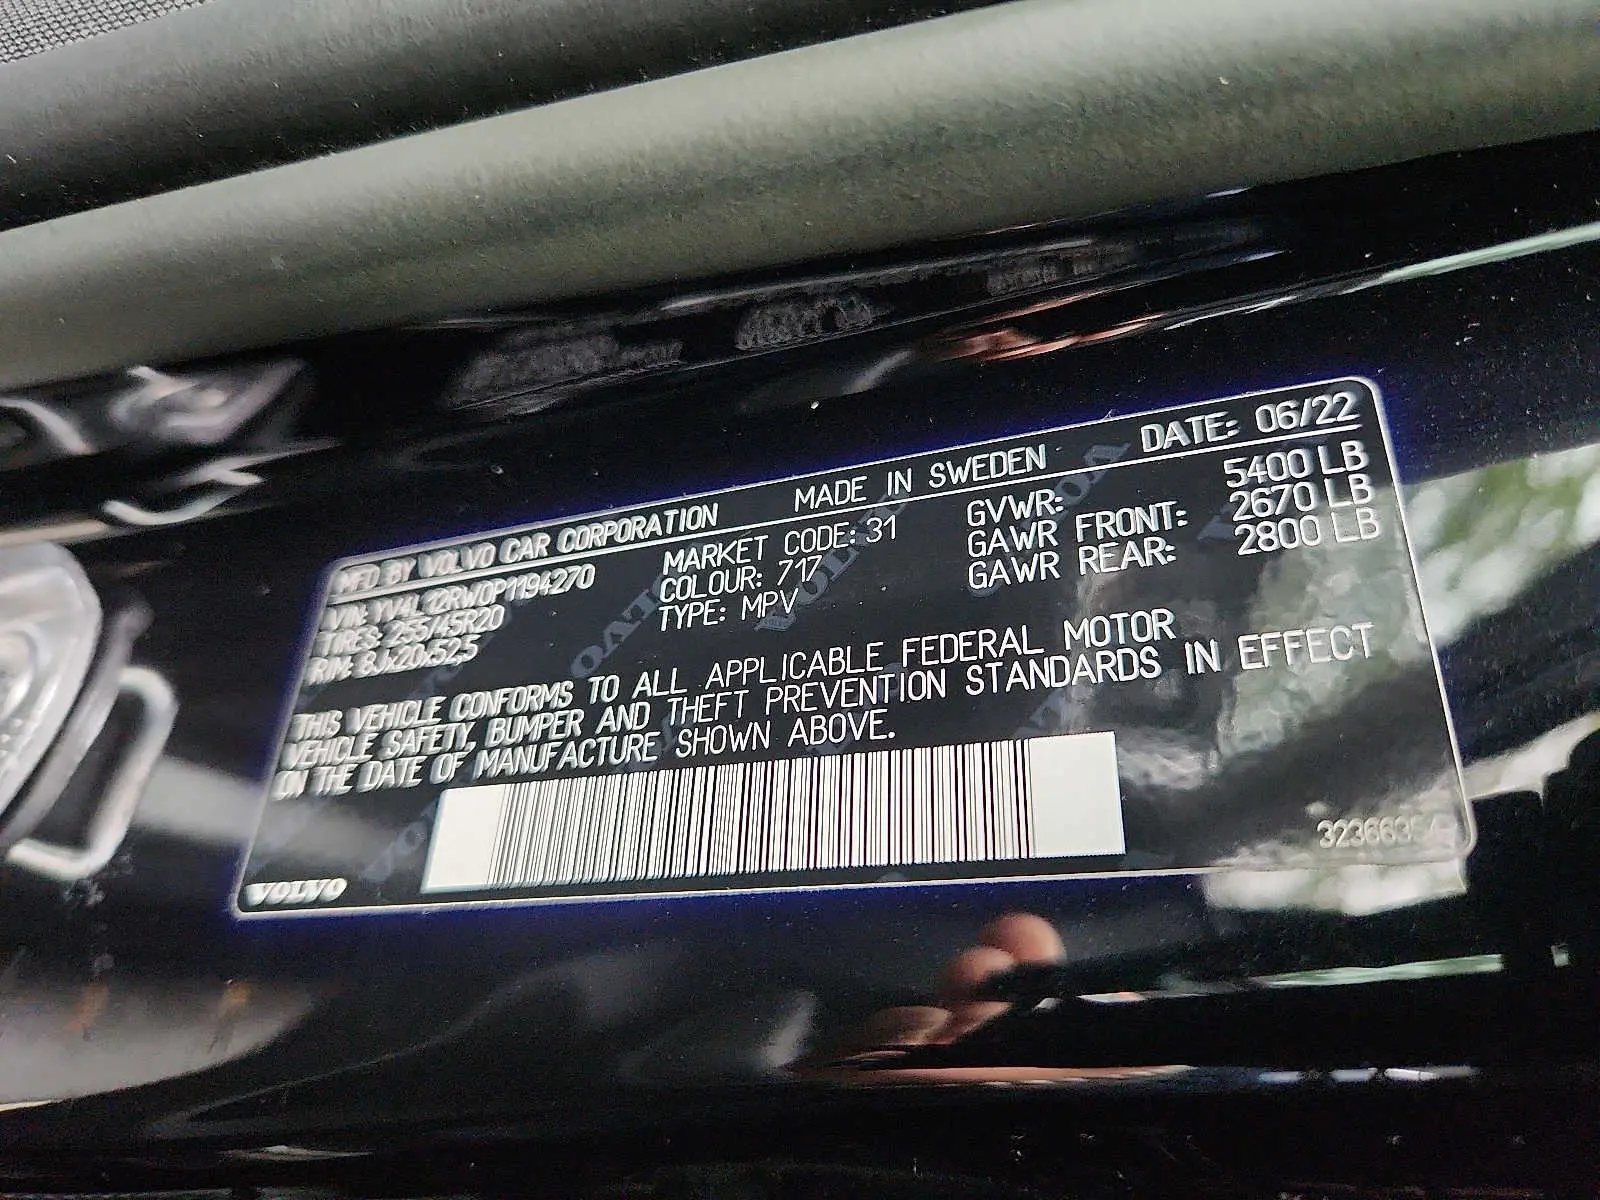 MFD BY VOLVO CAR CORPORATION MADE IN SWEDEN DATE: 06/22
VIN: MARKET CODE: 31 GVWR: 5400 LB
TIRES: 255/45R20 COLOUR: 717 GAWR FRONT: 2670 LB
RIM: 8Jx20x52,5 TYPE: MPV GAWR REAR: 2800 LB
THIS VEHICLE CONFORMS TO ALL APPLICABLE FEDERAL MOTOR
VEHICLE SAFETY, BUMPER AND THEFT PREVENTION STANDARDS IN EFFECT
ON THE DATE OF MANUFACTURE SHOWN ABOVE.
VOLVO